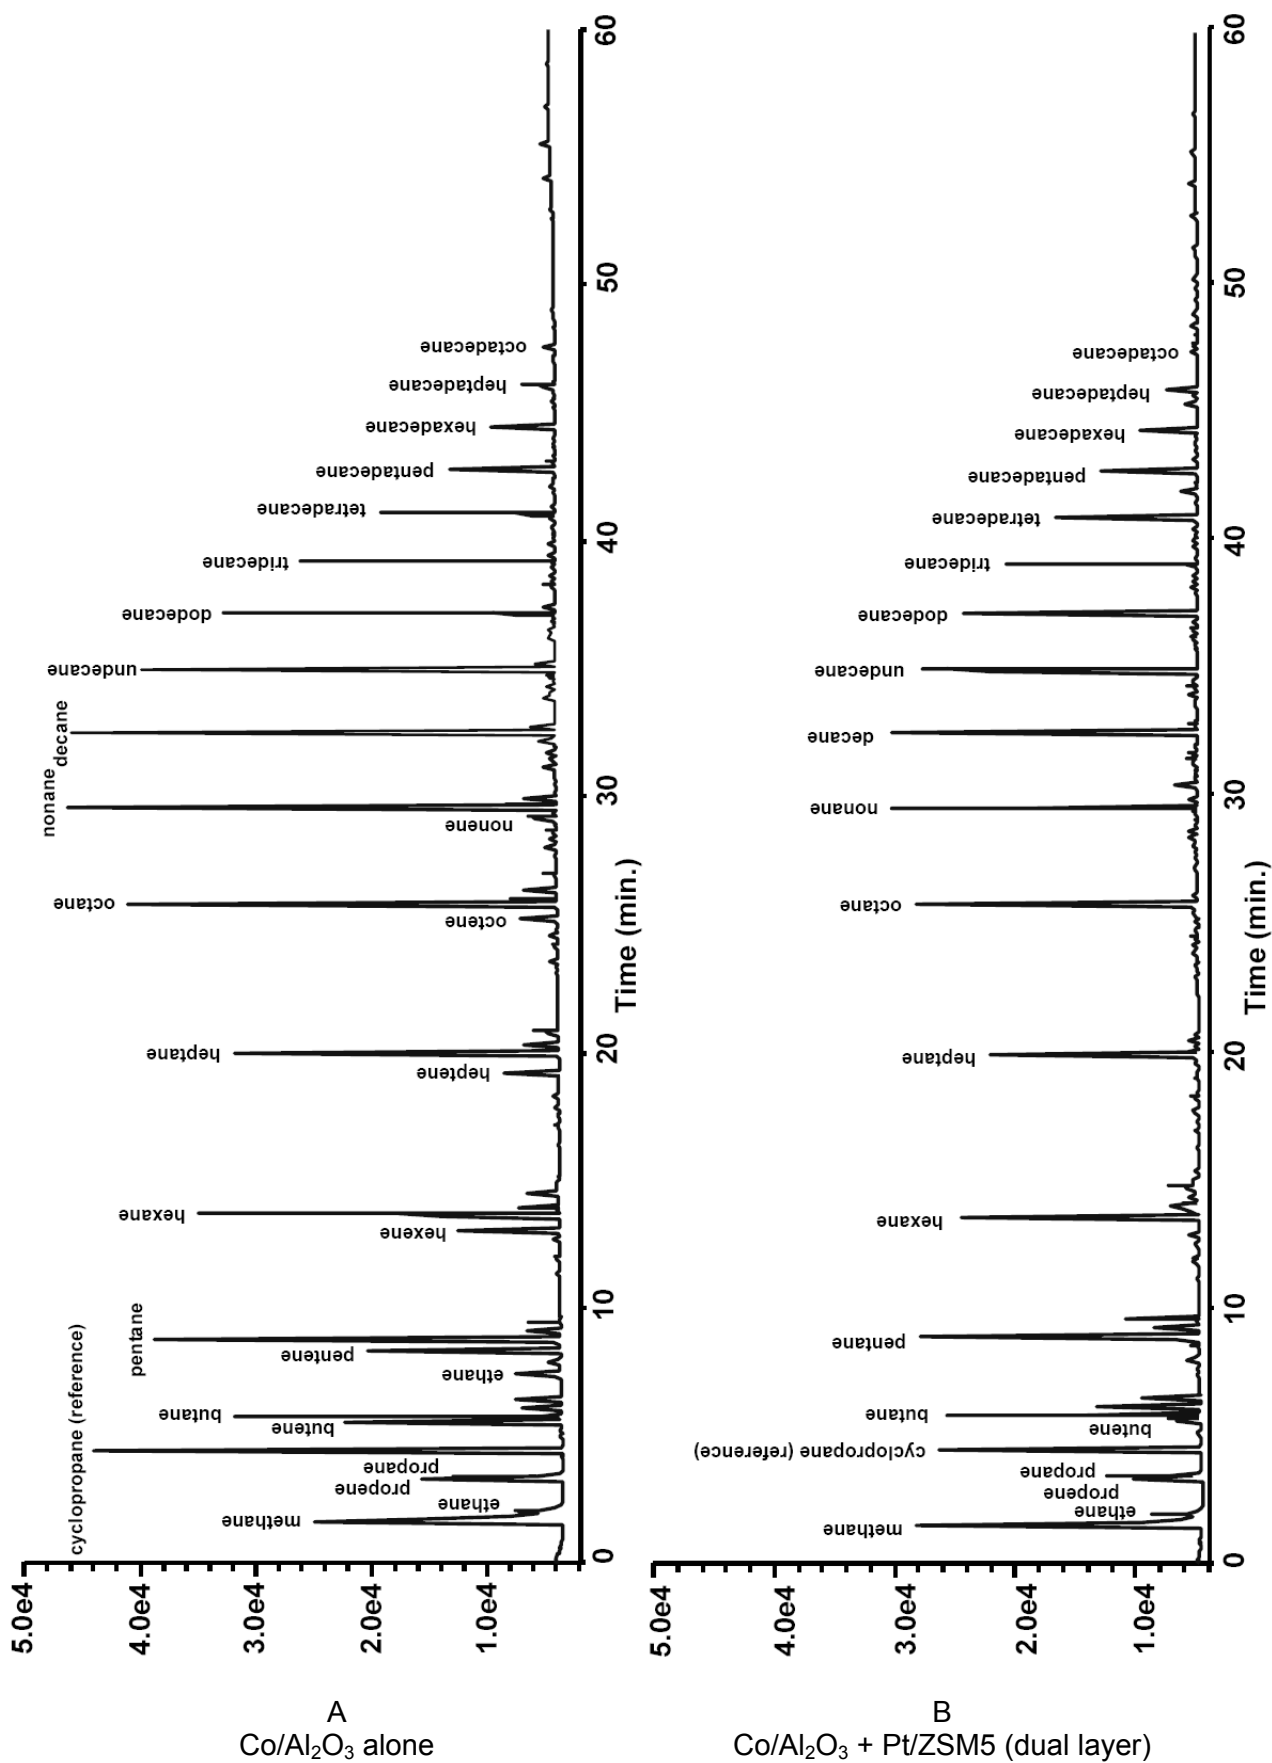 5.0e4
4.0e4
3.0e4
2.0e4
1.0e4
0
10
20
30
40
50
60
Time (min.)
methane
ethane
propene
propane
cyclopropane (reference)
butene
butane
ethane
pentene
pentane
hexene
hexane
heptene
heptane
octene
octane
nonene
nonane
decane
undecane
dodecane
tridecane
tetradecane
pentadecane
hexadecane
heptadecane
octadecane
5.0e4
4.0e4
3.0e4
2.0e4
1.0e4
0
10
20
30
40
50
60
Time (min.)
methane
ethane
propene
propane
cyclopropane (reference)
butene
butane
pentane
hexane
heptane
octane
nonane
decane
undecane
dodecane
tridecane
tetradecane
pentadecane
hexadecane
heptadecane
octadecane
A
Co/Al₂O₃ alone
B
Co/Al₂O₃ + Pt/ZSM5 (dual layer)